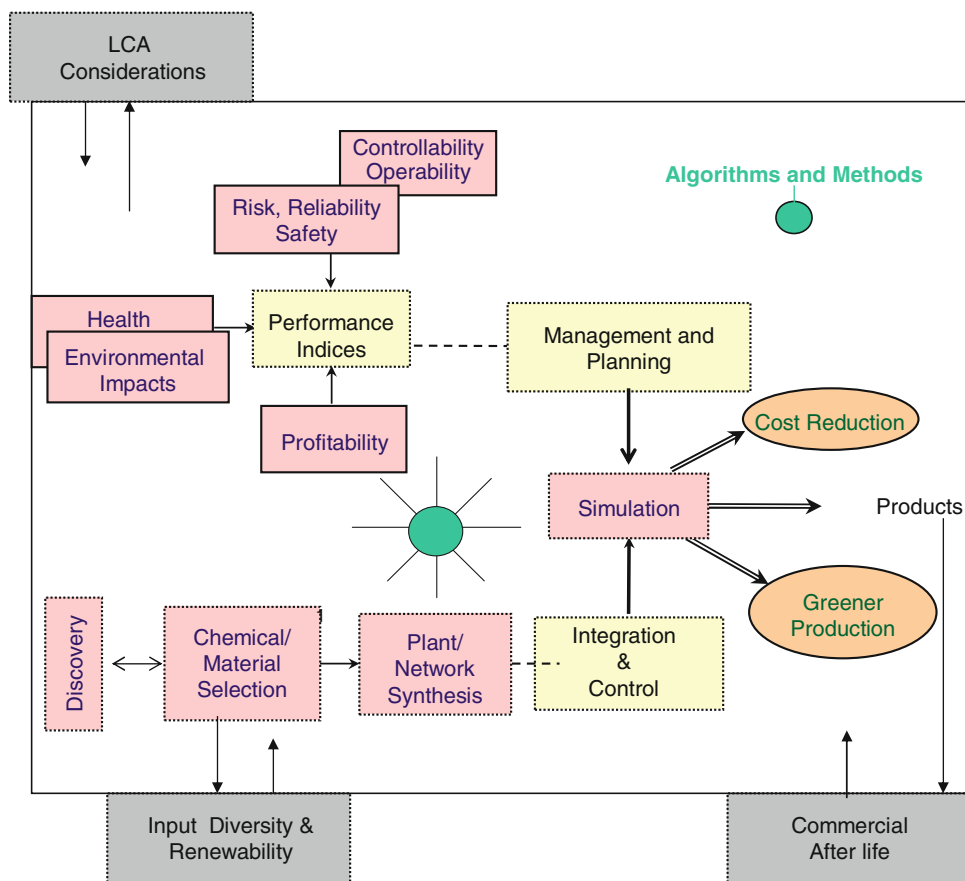 LCA
Considerations
Controllability
Operability
Algorithms and Methods
Risk, Reliability
Safety
Health
Environmental
Impacts
Performance
Indices
Management and
Planning
Profitability
Cost Reduction
Simulation
Products
Discovery
Chemical/
Material
Selection
1
Plant/
Network
Synthesis
Integration
&
Control
Greener
Production
Input Diversity &
Renewability
Commercial
After life